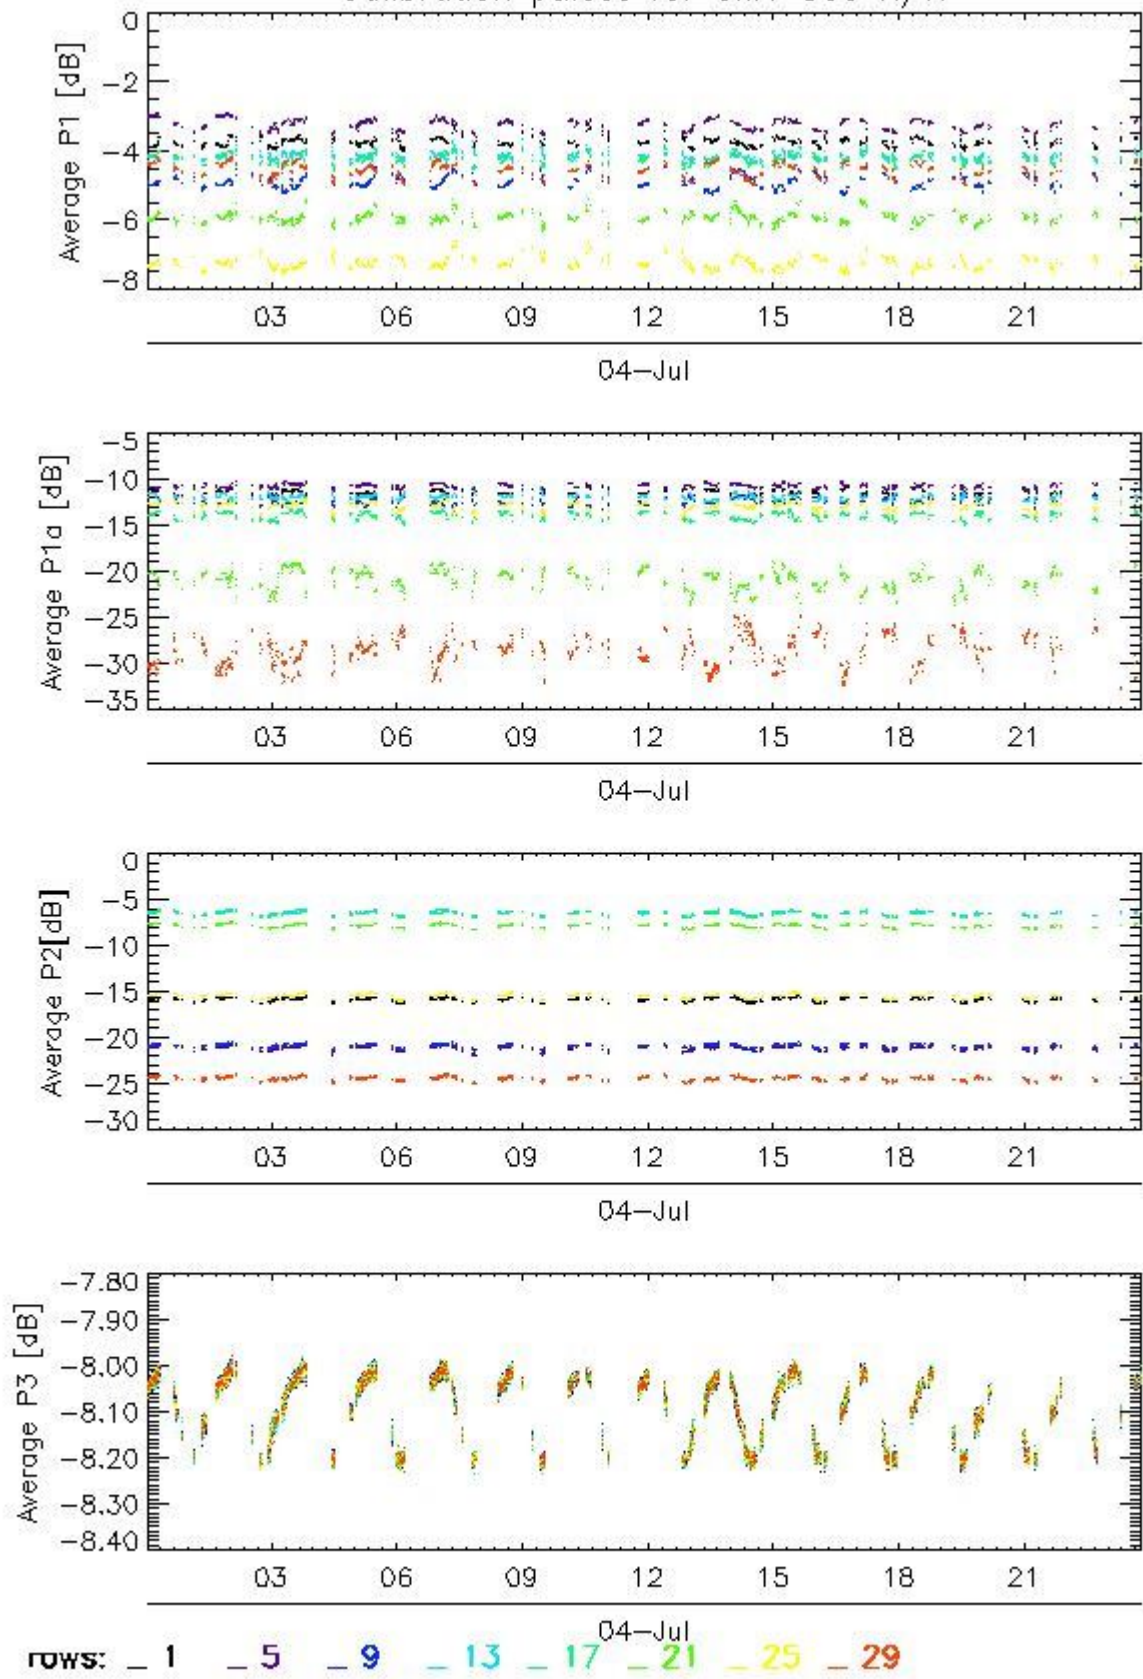 0
-2
-4
-6
-8
Average P1 [dB]
03 06 09 12 15 18 21
04-Jul
-5
-10
-15
-20
-25
-30
-35
Average P1a [dB]
03 06 09 12 15 18 21
04-Jul
0
-5
-10
-15
-20
-25
-30
Average P2[dB]
03 06 09 12 15 18 21
04-Jul
-7.80
-7.90
-8.00
-8.10
-8.20
-8.30
-8.40
Average P3 [dB]
03 06 09 12 15 18 21
04-Jul
rows: _ 1 _ 5 _ 9 _ 13 _ 17 _ 21 _ 25 _ 29